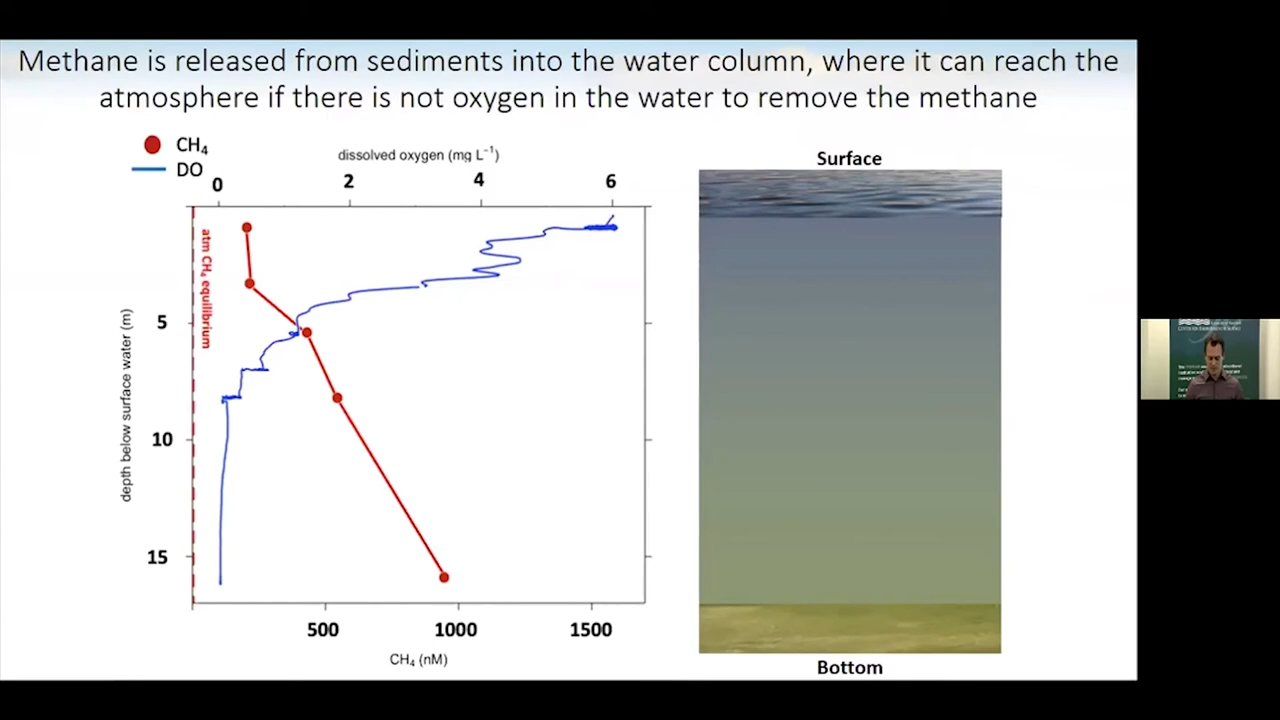 Methane is released from sediments into the water column, where it can reach the
atmosphere if there is not oxygen in the water to remove the methane
CH₄
DO
dissolved oxygen (mg L⁻¹)
0 2 4 6
atm CH₄ equilibrium
depth below surface water (m)
5
10
15
500 1000 1500
CH₄ (nM)
Surface
Bottom